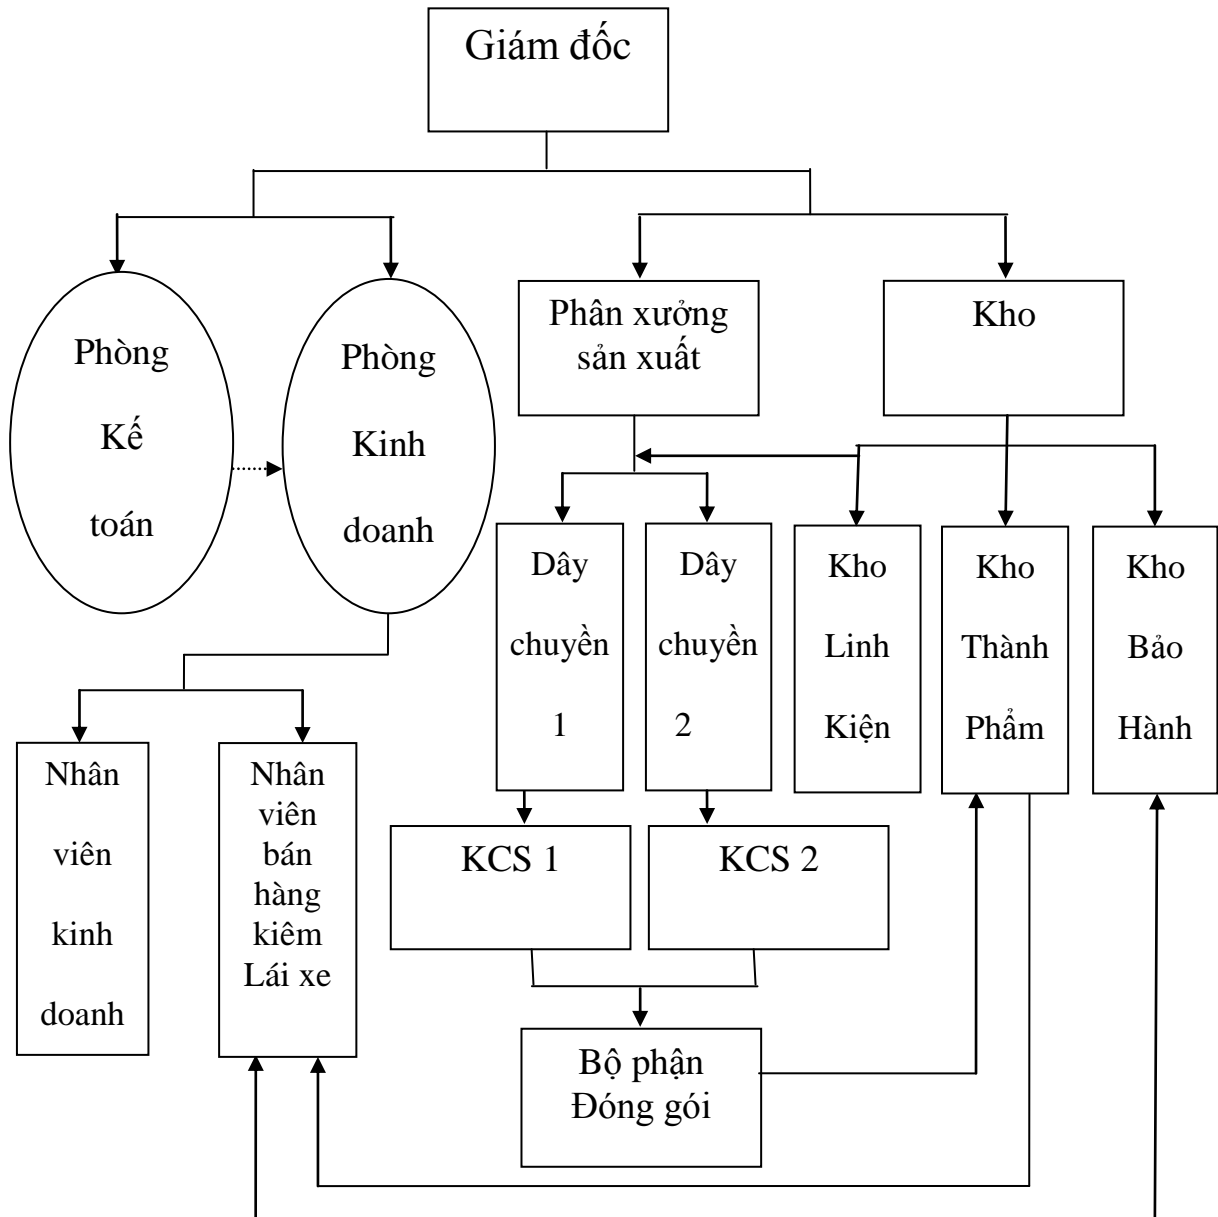 Giám đốc
Phòng
Kế
toán
Phòng
Kinh
doanh
Phân xưởng
sản xuất
Kho
Dây
chuyền
1
Dây
chuyền
2
Kho
Linh
Kiện
Kho
Thành
Phẩm
Kho
Bảo
Hành
Nhân
viên
kinh
doanh
Nhân
viên
bán
hàng
kiêm
Lái xe
KCS 1
KCS 2
Bộ phận
Đóng gói